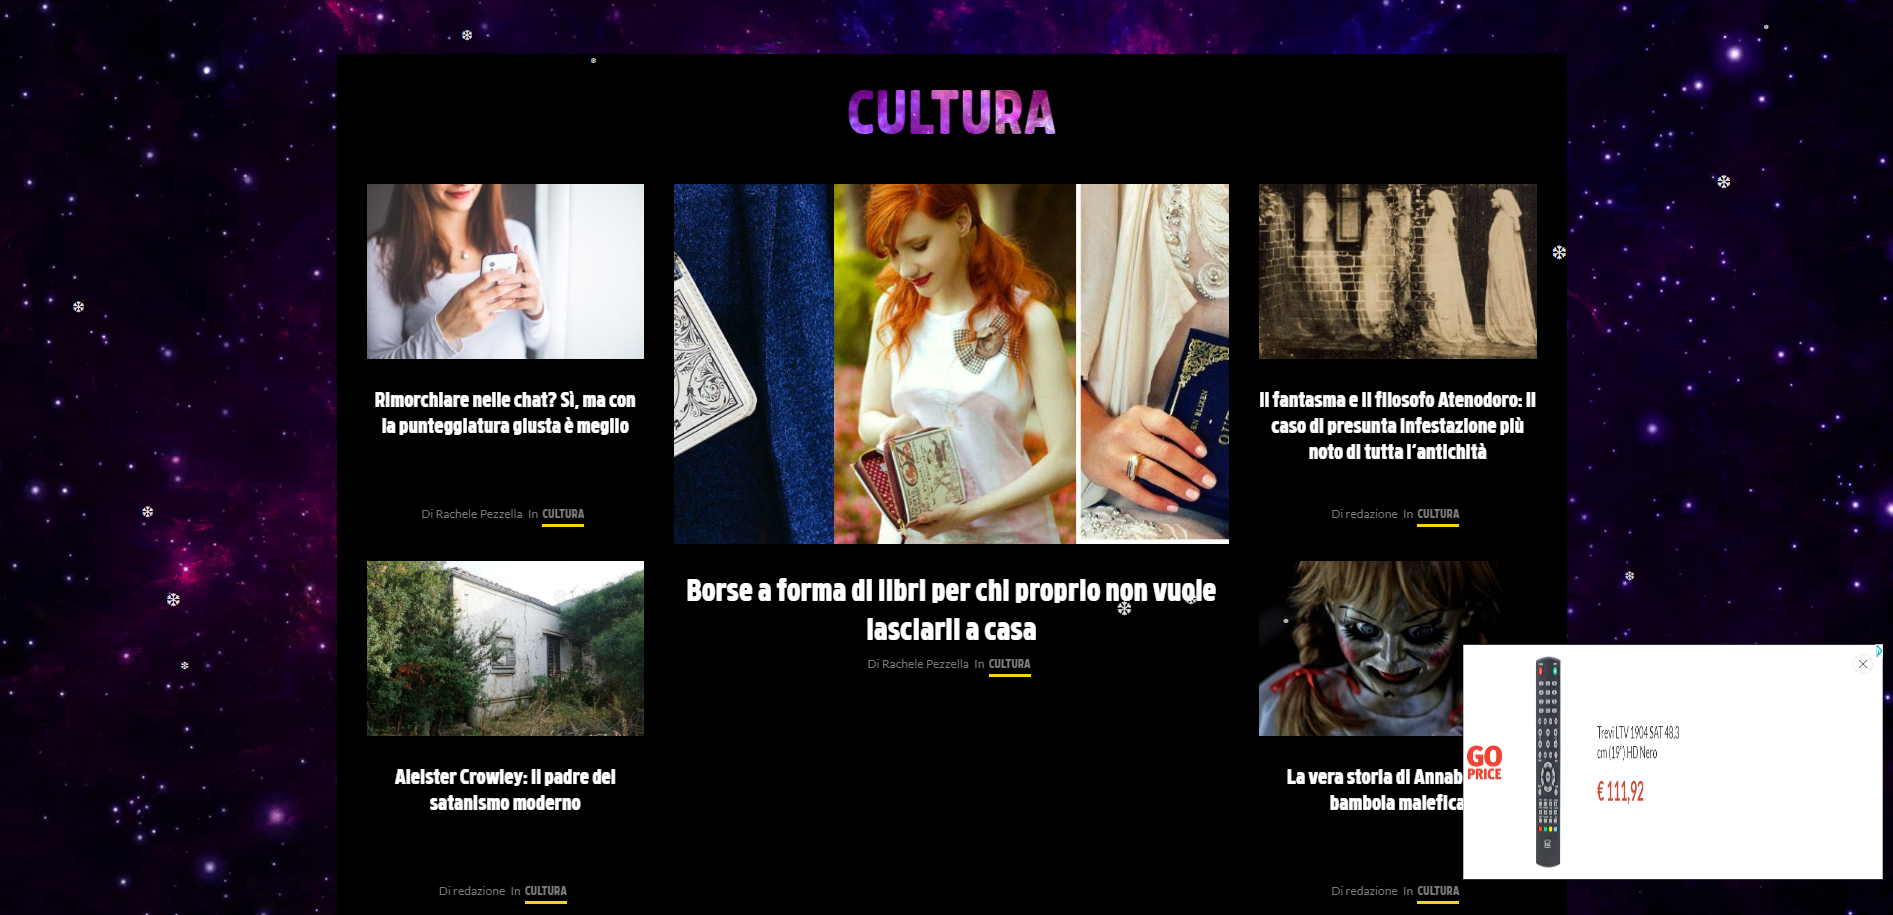 CULTURA
Rimorchiare nelle chat? Sì, ma con
la punteggiatura giusta è meglio
Di Rachele Pezzella In CULTURA
Aleister Crowley: il padre del
satanismo moderno
Di redazione In CULTURA
Borse a forma di libri per chi proprio non vuole
lasciarli a casa
Di Rachele Pezzella In CULTURA
Il fantasma e il filosofo Atenodoro: il
caso di presunta infestazione più
noto di tutta l'antichità
Di redazione In CULTURA
La vera storia di Annab
bambola malefica
Di redazione In CULTURA
GO
PRICE
Trevi LTV 1904 SAT 48,3
cm (19") HD Nero
€ 111,92